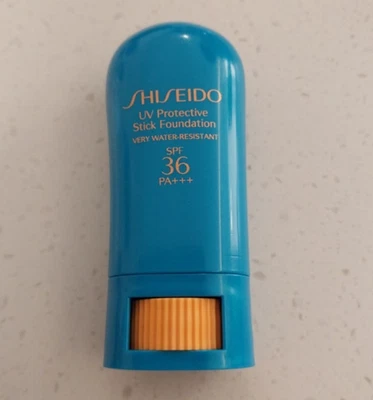 SHISEIDO
UV Protective
Stick Foundation
VERY WATER-RESISTANT
SPF
36
PA+++